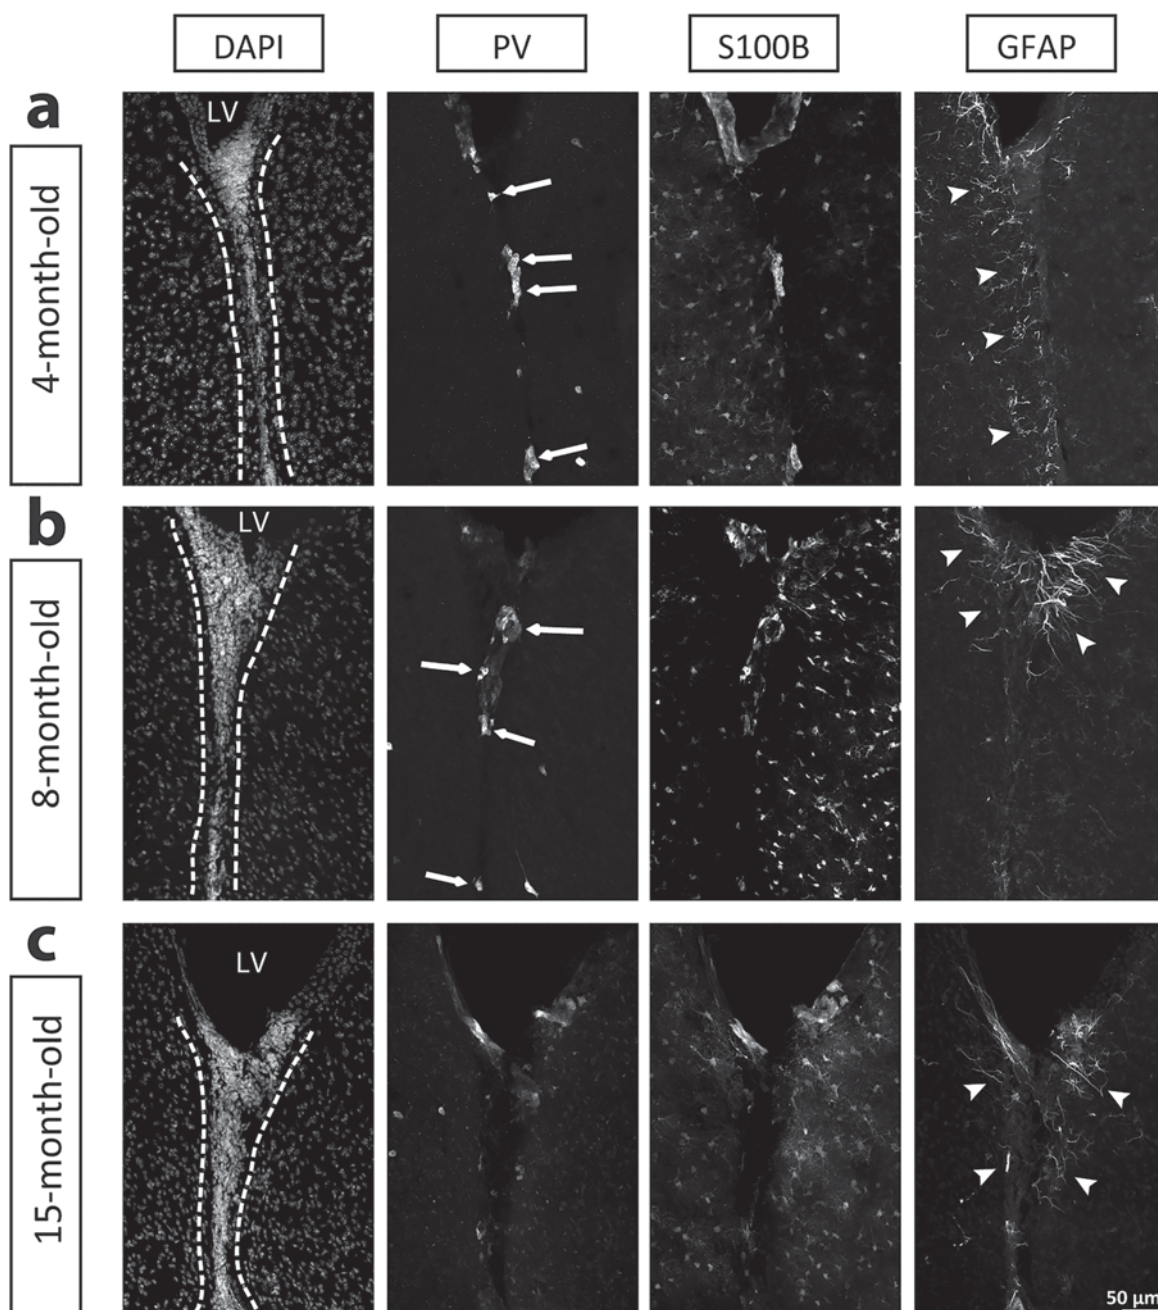 DAPI
PV
S100B
GFAP
a
4-month-old
LV
b
8-month-old
LV
c
15-month-old
LV
50 µm